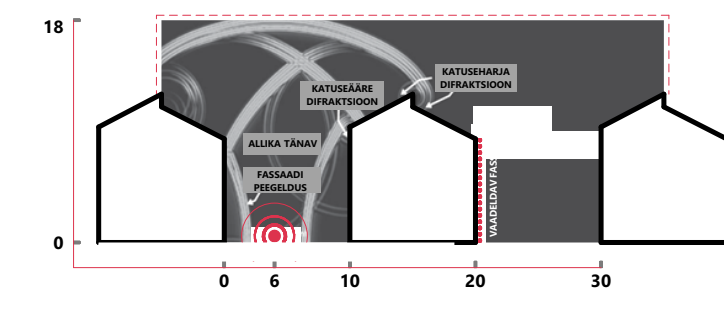 18
KATUSEHARJA
DIFRAKTSIOON
KATUSEÄÄRE
DIFRAKTSIOON
ALLIKA TÄNAV
FASSAADI
PEEGELDUS
VAADELDAV FAS
0
0
6
10
20
30